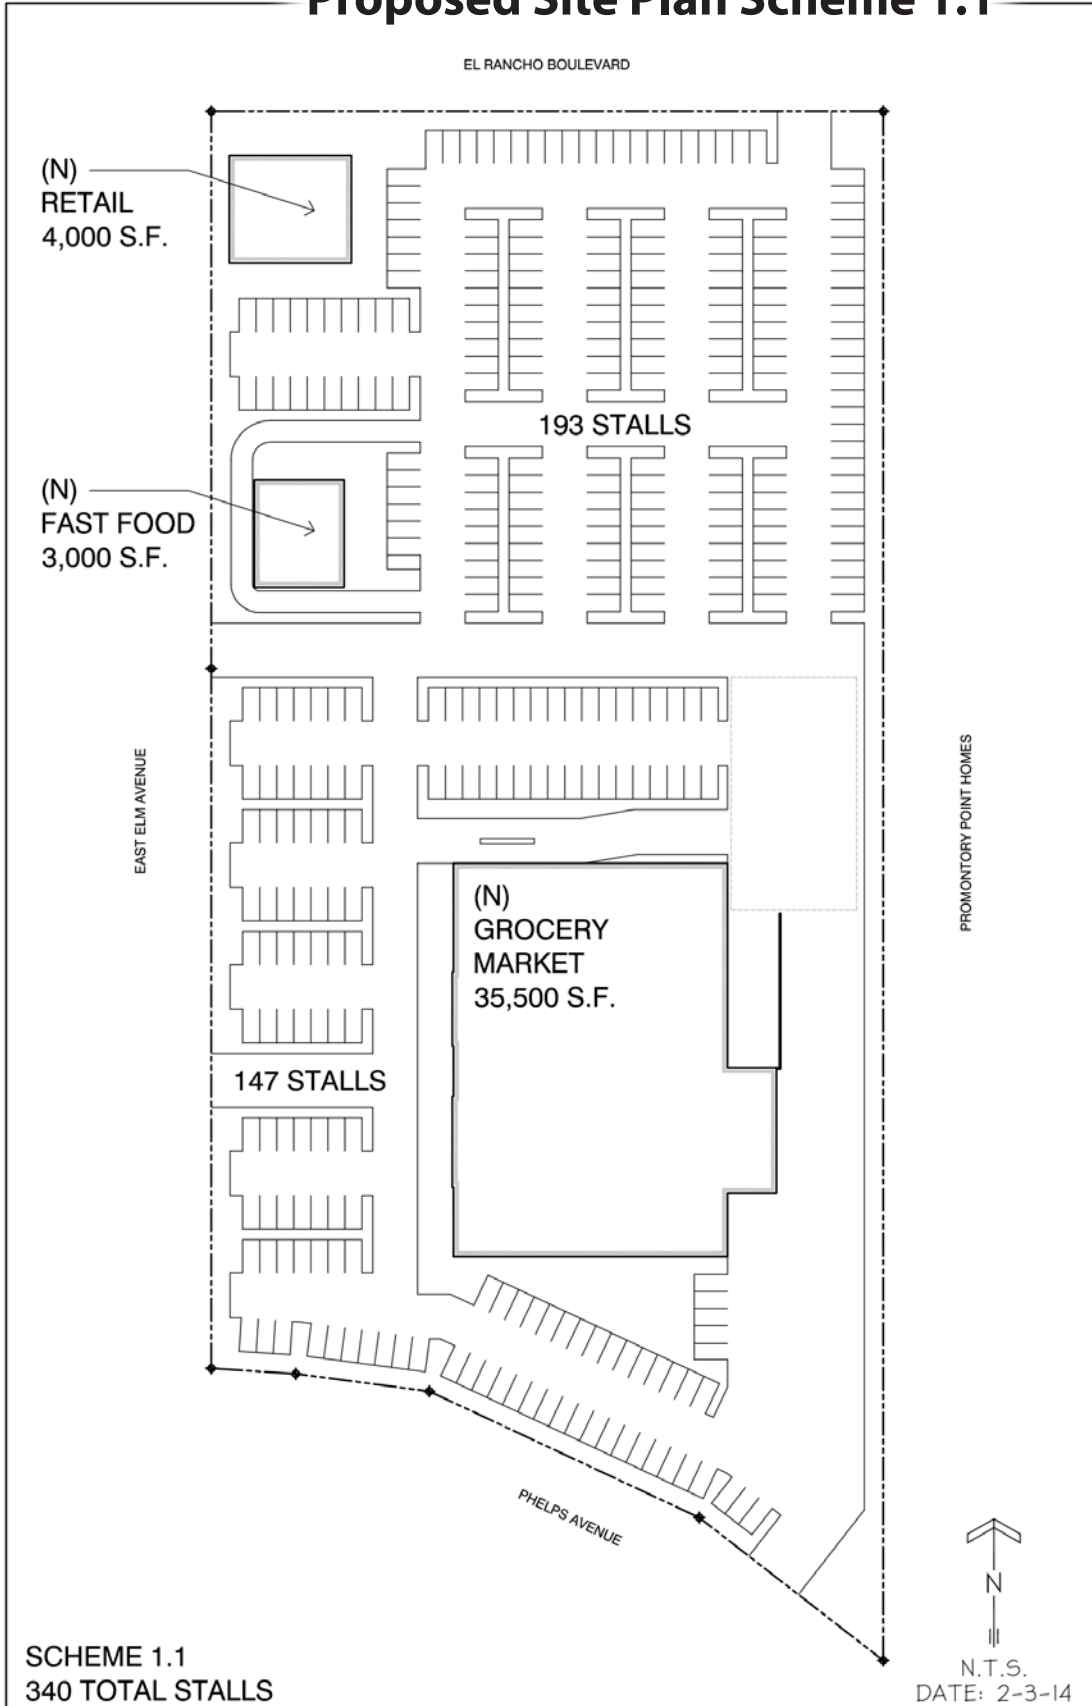 Proposed Site Plan Scheme 1.1
EL RANCHO BOULEVARD
(N)
RETAIL
4,000 S.F.
193 STALLS
(N)
FAST FOOD
3,000 S.F.
EAST ELM AVENUE
PROMONTORY POINT HOMES
(N)
GROCERY
MARKET
35,500 S.F.
147 STALLS
PHELPS AVENUE
N
SCHEME 1.1
340 TOTAL STALLS
N.T.S.
DATE: 2-3-14